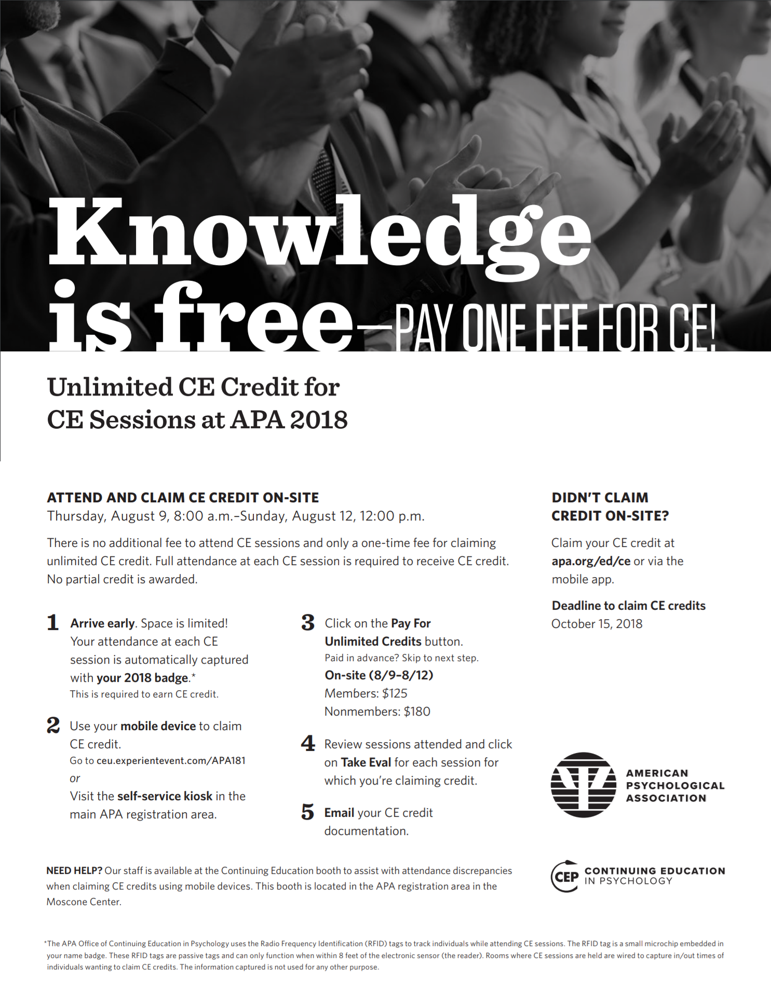 Knowledge
is free—PAY ONE FEE FOR CE!
Unlimited CE Credit for
CE Sessions at APA 2018
ATTEND AND CLAIM CE CREDIT ON-SITE
Thursday, August 9, 8:00 a.m.–Sunday, August 12, 12:00 p.m.
There is no additional fee to attend CE sessions and only a one-time fee for claiming
unlimited CE credit. Full attendance at each CE session is required to receive CE credit.
No partial credit is awarded.
1 Arrive early. Space is limited!
Your attendance at each CE
session is automatically captured
with your 2018 badge.*
This is required to earn CE credit.
2 Use your mobile device to claim
CE credit.
Go to ceu.experientevent.com/APA181
or
Visit the self-service kiosk in the
main APA registration area.
3 Click on the Pay For
Unlimited Credits button.
Paid in advance? Skip to next step.
On-site (8/9–8/12)
Members: $125
Nonmembers: $180
4 Review sessions attended and click
on Take Eval for each session for
which you're claiming credit.
5 Email your CE credit
documentation.
DIDN'T CLAIM
CREDIT ON-SITE?
Claim your CE credit at
apa.org/ed/ce or via the
mobile app.
Deadline to claim CE credits
October 15, 2018
AMERICAN
PSYCHOLOGICAL
ASSOCIATION
NEED HELP? Our staff is available at the Continuing Education booth to assist with attendance discrepancies
when claiming CE credits using mobile devices. This booth is located in the APA registration area in the
Moscone Center.
CEP CONTINUING EDUCATION
IN PSYCHOLOGY
*The APA Office of Continuing Education in Psychology uses the Radio Frequency Identification (RFID) tags to track individuals while attending CE sessions. The RFID tag is a small microchip embedded in
your name badge. These RFID tags are passive tags and can only function when within 8 feet of the electronic sensor (the reader). Rooms where CE sessions are held are wired to capture in/out times of
individuals wanting to claim CE credits. The information captured is not used for any other purpose.